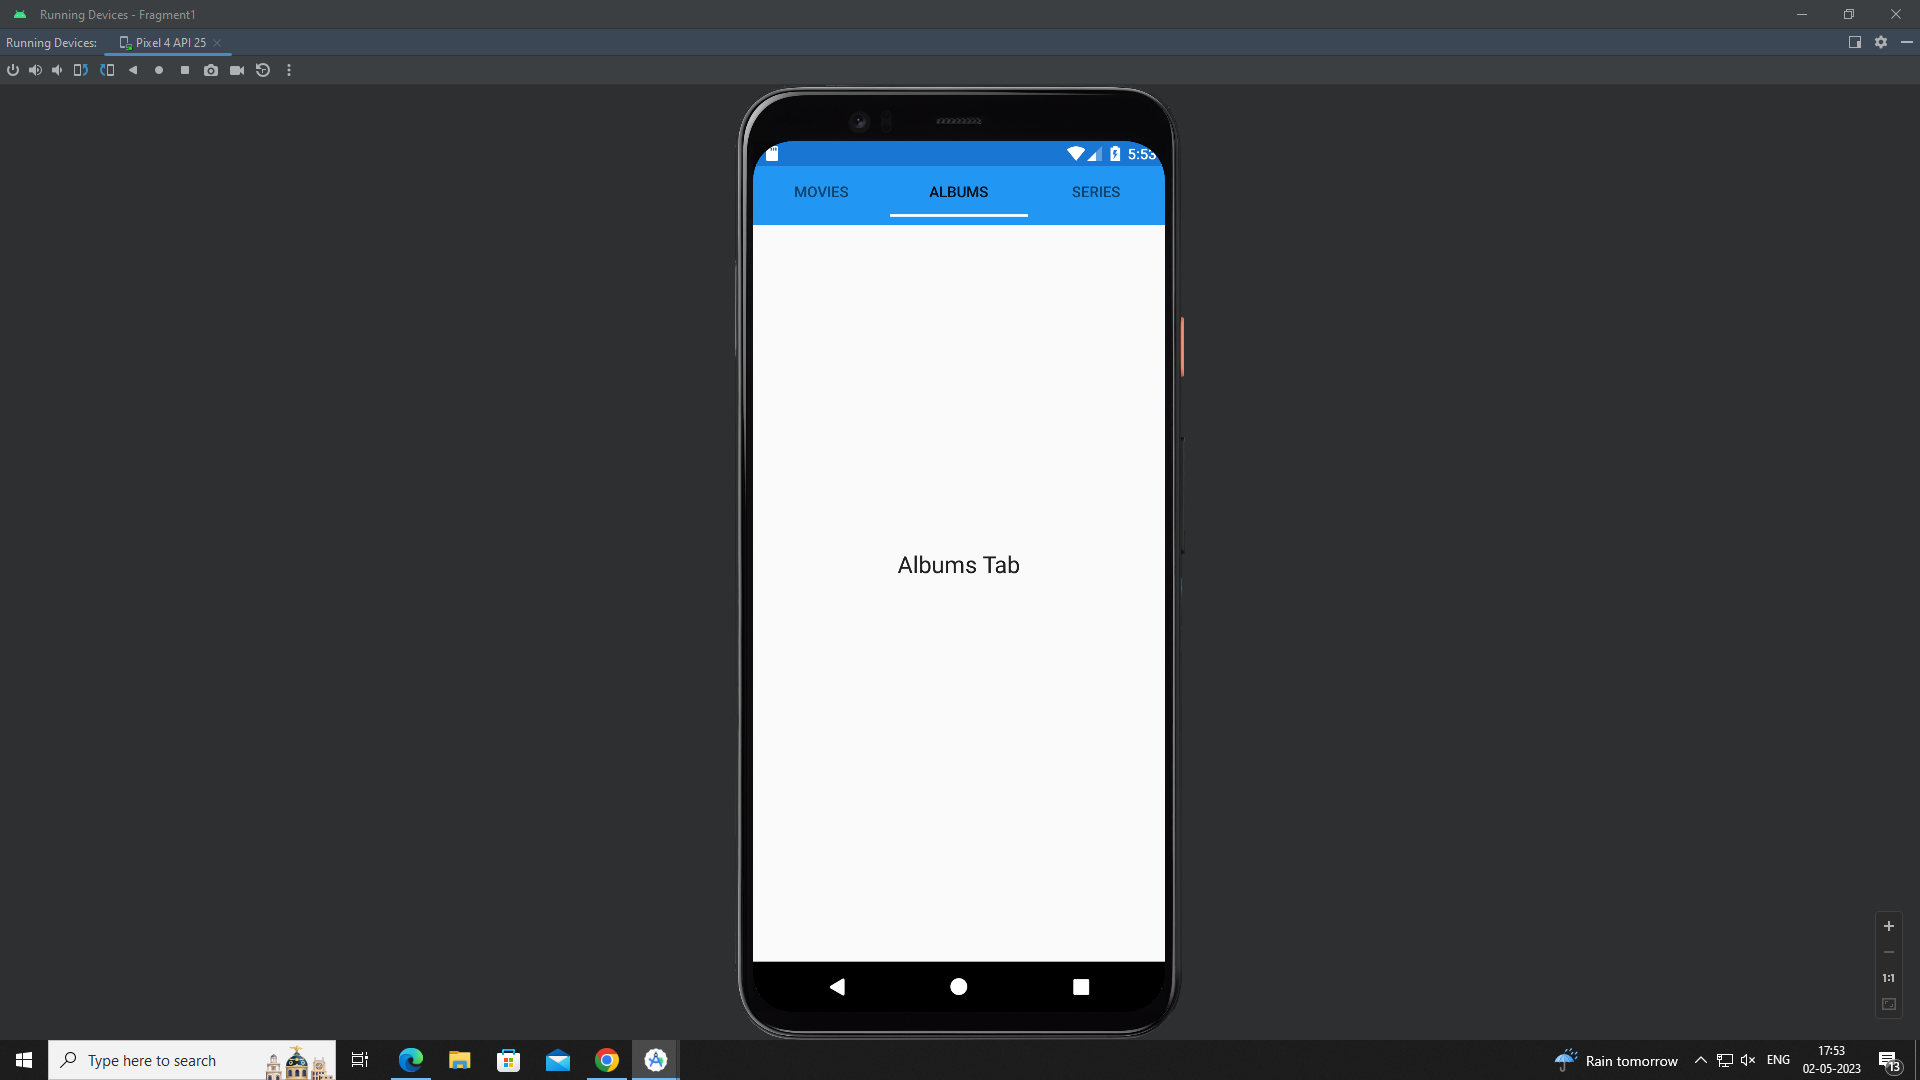 Running Devices - Fragment1
Running Devices: Pixel 4 API 25
5:53
MOVIES ALBUMS SERIES
Albums Tab
1:1
Type here to search
Rain tomorrow
ENG
17:53
02-05-2023
13